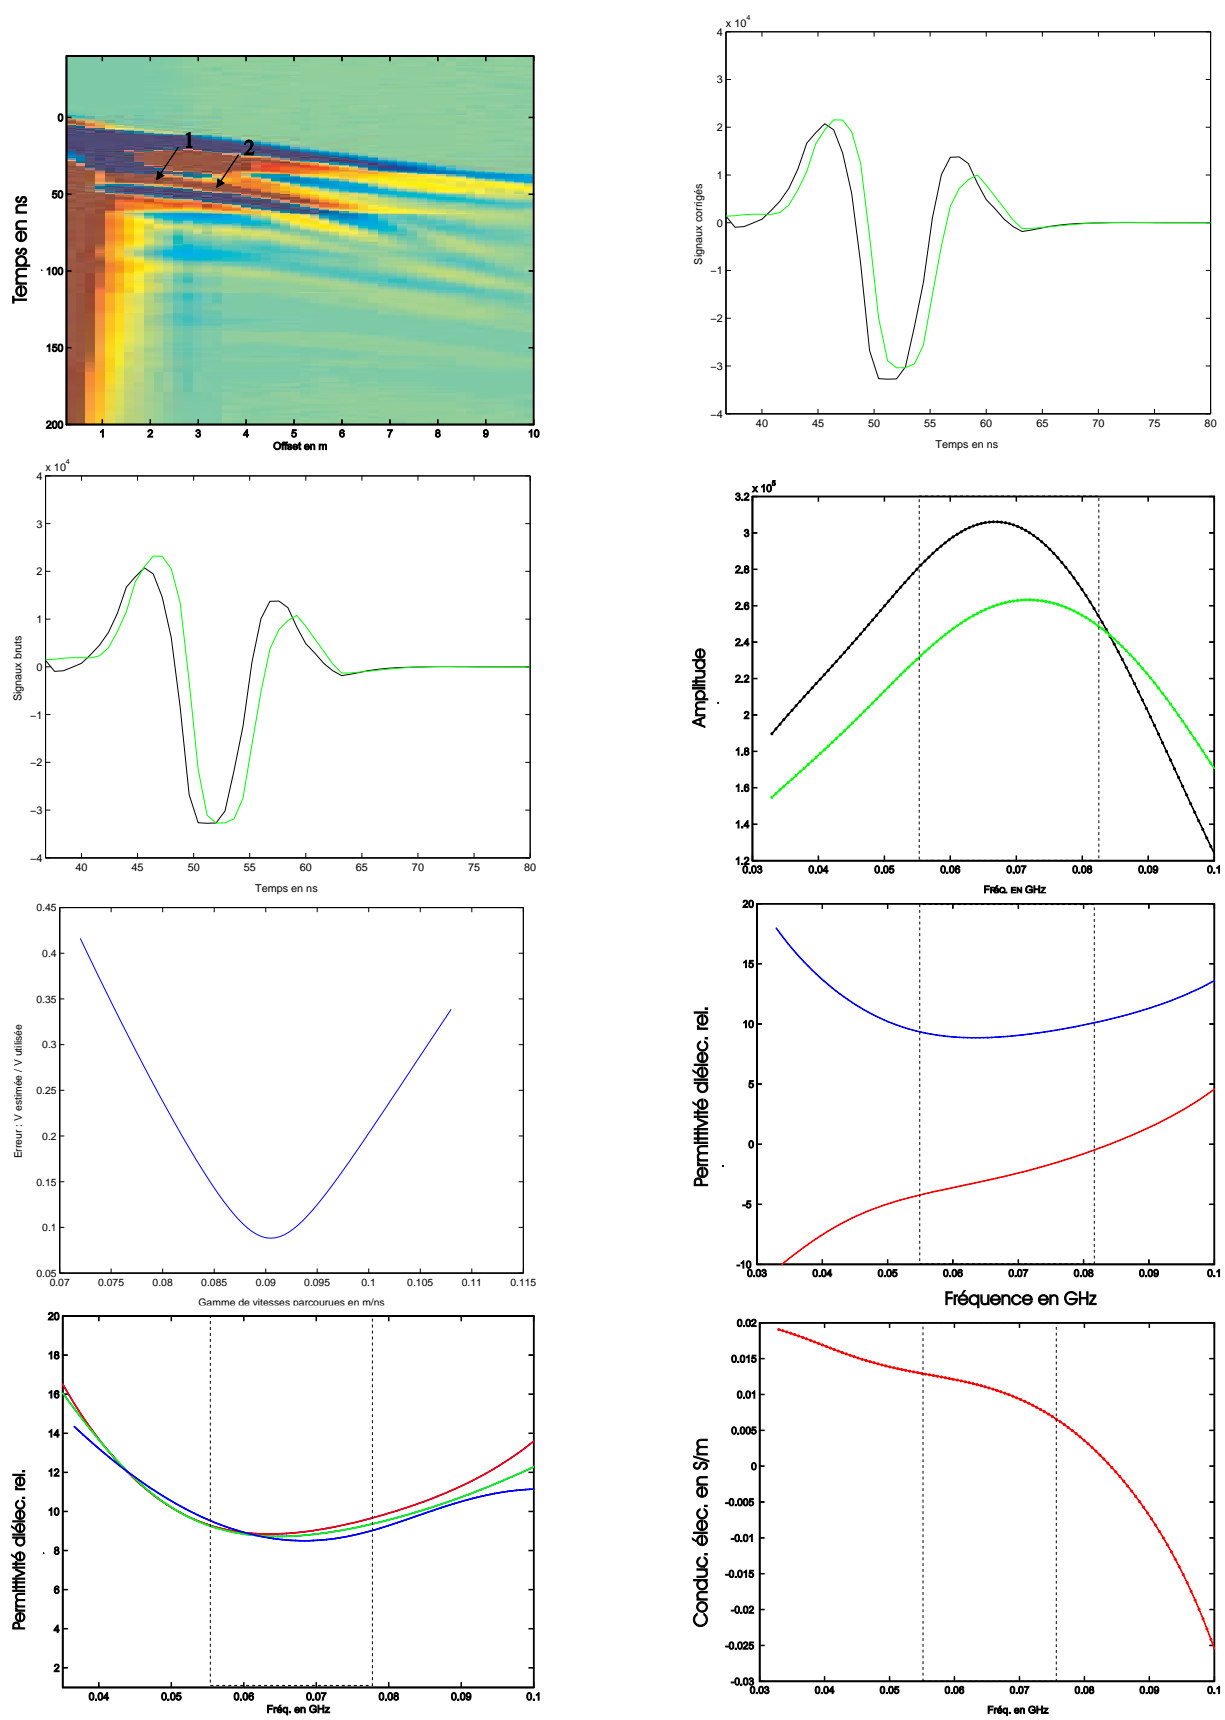 0
50
100
150
200
Temps en ns
1
2
1 2 3 4 5 6 7 8 9 10
Offset en m
x 10^4
4
3
2
1
0
−1
−2
−3
−4
Signaux corrigés
40 45 50 55 60 65 70 75 80
Temps en ns
x 10^4
4
3
2
1
0
−1
−2
−3
−4
Signaux bruts
40 45 50 55 60 65 70 75 80
Temps en ns
x 10^5
3.2
3
2.8
2.6
2.4
2.2
2
1.8
1.6
1.4
1.2
Amplitude
0.03 0.04 0.05 0.06 0.07 0.08 0.09 0.1
Fréq. EN GHz
0.45
0.4
0.35
0.3
0.25
0.2
0.15
0.1
0.05
Erreur : V estimée / V utilisée
0.07 0.075 0.08 0.085 0.09 0.095 0.1 0.105 0.11 0.115
Gamme de vitesses parcourues en m/ns
20
15
10
5
0
-5
-10
Permittivité diélec. rel.
0.03 0.04 0.05 0.06 0.07 0.08 0.09 0.1
Fréquence en GHz
20
18
16
14
12
10
8
6
4
2
Permittivité diélec. rel.
0.04 0.05 0.06 0.07 0.08 0.09 0.1
Fréq. en GHz
0.02
0.015
0.01
0.005
0
-0.005
-0.01
-0.015
-0.02
-0.025
-0.03
Conduc. élec. en S/m
0.03 0.04 0.05 0.06 0.07 0.08 0.09 0.1
Fréq. en GHz